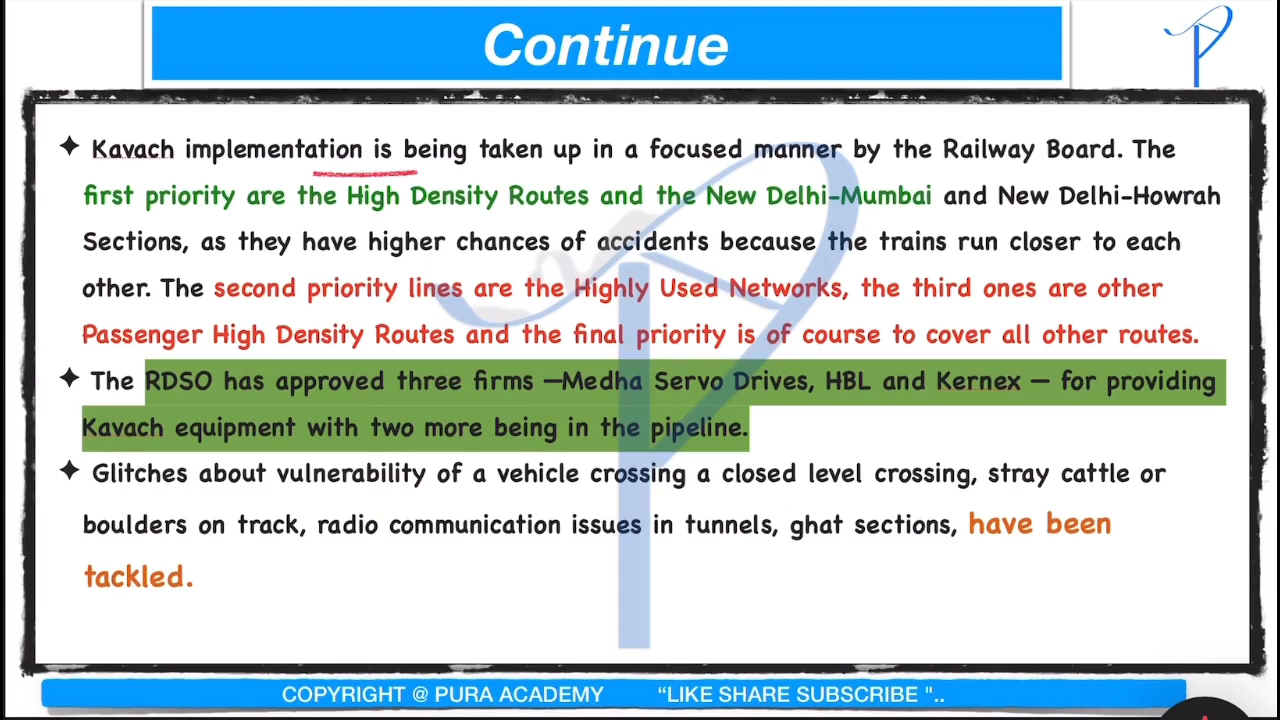 Continue
✦ Kavach implementation is being taken up in a focused manner by the Railway Board. The
first priority are the High Density Routes and the New Delhi-Mumbai and New Delhi-Howrah
Sections, as they have higher chances of accidents because the trains run closer to each
other. The second priority lines are the Highly Used Networks, the third ones are other
Passenger High Density Routes and the final priority is of course to cover all other routes.
✦ The RDSO has approved three firms —Medha Servo Drives, HBL and Kernex — for providing
Kavach equipment with two more being in the pipeline.
✦ Glitches about vulnerability of a vehicle crossing a closed level crossing, stray cattle or
boulders on track, radio communication issues in tunnels, ghat sections, have been
tackled.
COPYRIGHT @ PURA ACADEMY “LIKE SHARE SUBSCRIBE "..